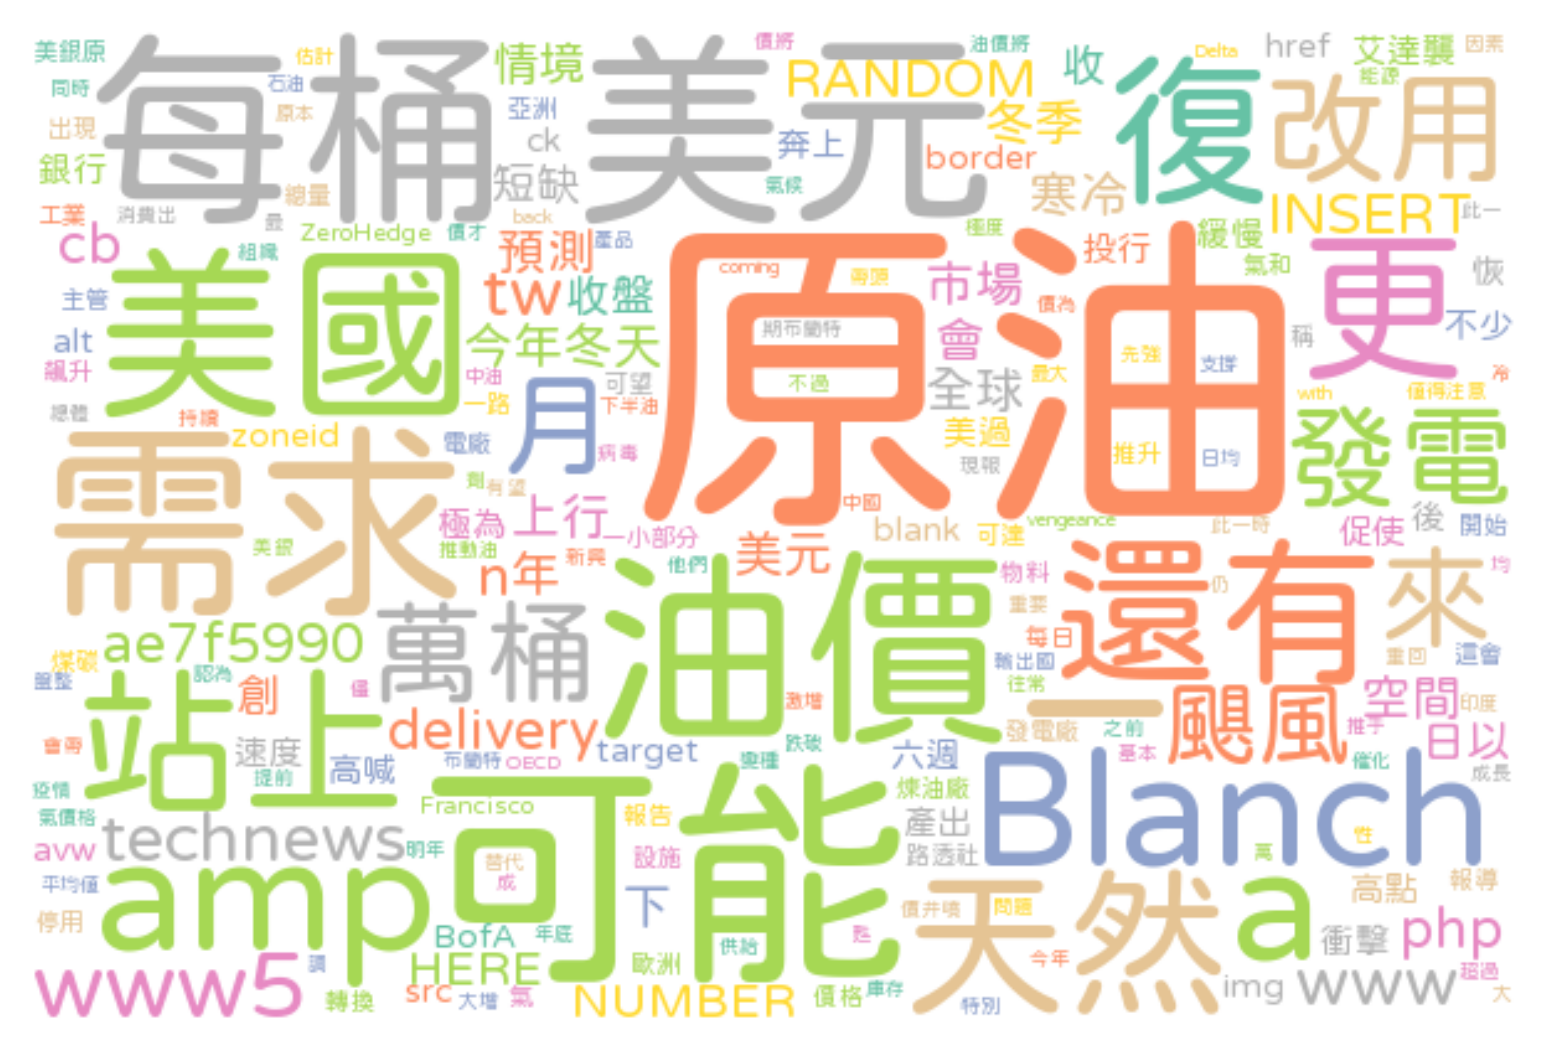 美銀原 估計 每桶 美元 情境 債將 油價將 href 艾達襲 因素
同時 石油 RANDOM 收 Delta 復 能源 改用
出現 原本 亞洲 ck 奔上 冬季
銀行 總量 短缺 氣候 border 寒冷 INSERT 此一
工業 消費出 最 back
cb ZeroHedge 價才 預測 產品 極度 投行 緩慢 更
組織 美國 tw 收盤 原油 coming 帶頭 市場 氣和 恢
主管 價為 不少
alt 今年冬天 期布蘭特 會 先強 支撐 稱
飆升 中油 可望 不過 全球 最大 冷
總體 持續 一路 月 下半油 with 值得注意
需求 zoneid 電廠 病毒 美過 推升 日均 發電
劑 有望 現報
極為 上行 一小部分 中國 blank 可達 vengeance 此一時 促使 後 開始
美銀 推動油 新興 美元
n年 他們 物料 還有 仍 來 均
萬桶 油價 重要
ae7f5990 每日
煤碳 認為 輸出國 重回 這會
盤整 站上 創 僅 往常 空間 印度
delivery 激增 一 颶風
會帶 速度 布蘭特 OECD target 變種 跌破 六週 發電廠 之前 基本 推手 日以
提前 高喊 催化 成長
疫情 可能 Blanch
氣價格 Francisco 報告 煉油廠
technews 產出 性
avw 明年 替代 設施 路透社 高
平均值 amp 成 天然 a 高點 報導
停用 下 價井噴 問題
BofA 年底 供給 甦 衝擊 php
www5 調 HERE 歐洲 今年 超過
轉換 src 大增 氣 NUMBER 價格 庫存 特別 img www 大